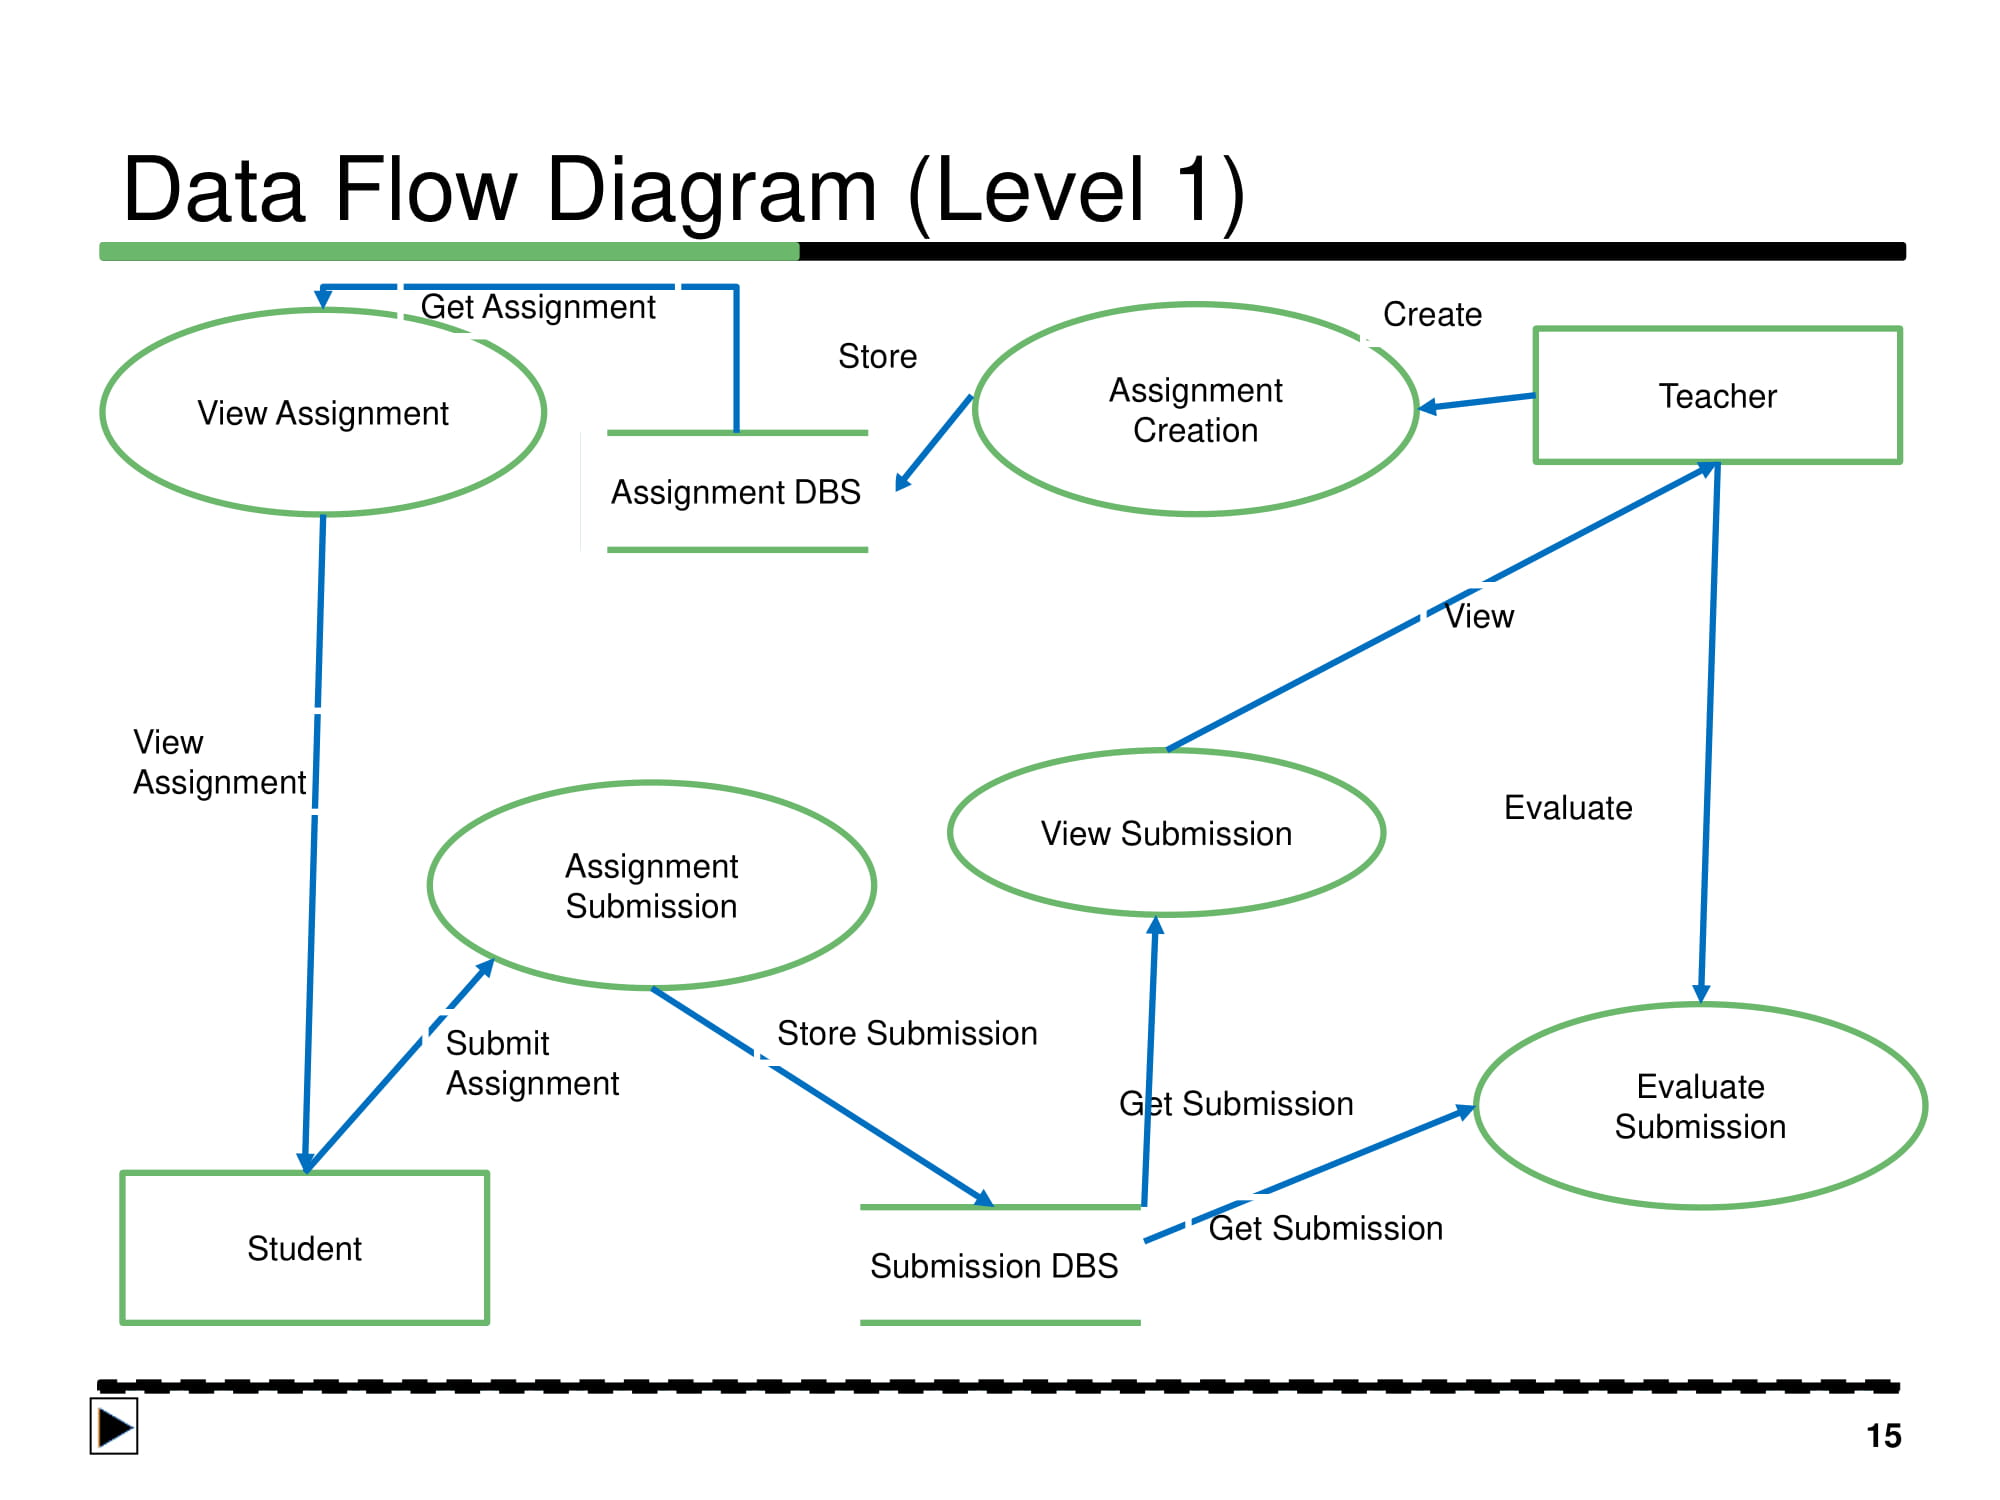 Data Flow Diagram (Level 1)
Get Assignment
Create
Store
View Assignment
Assignment
Creation
Teacher
Assignment DBS
View
View
Assignment
Evaluate
View Submission
Assignment
Submission
Store Submission
Submit
Assignment
Get Submission
Evaluate
Submission
Get Submission
Student
Submission DBS
15